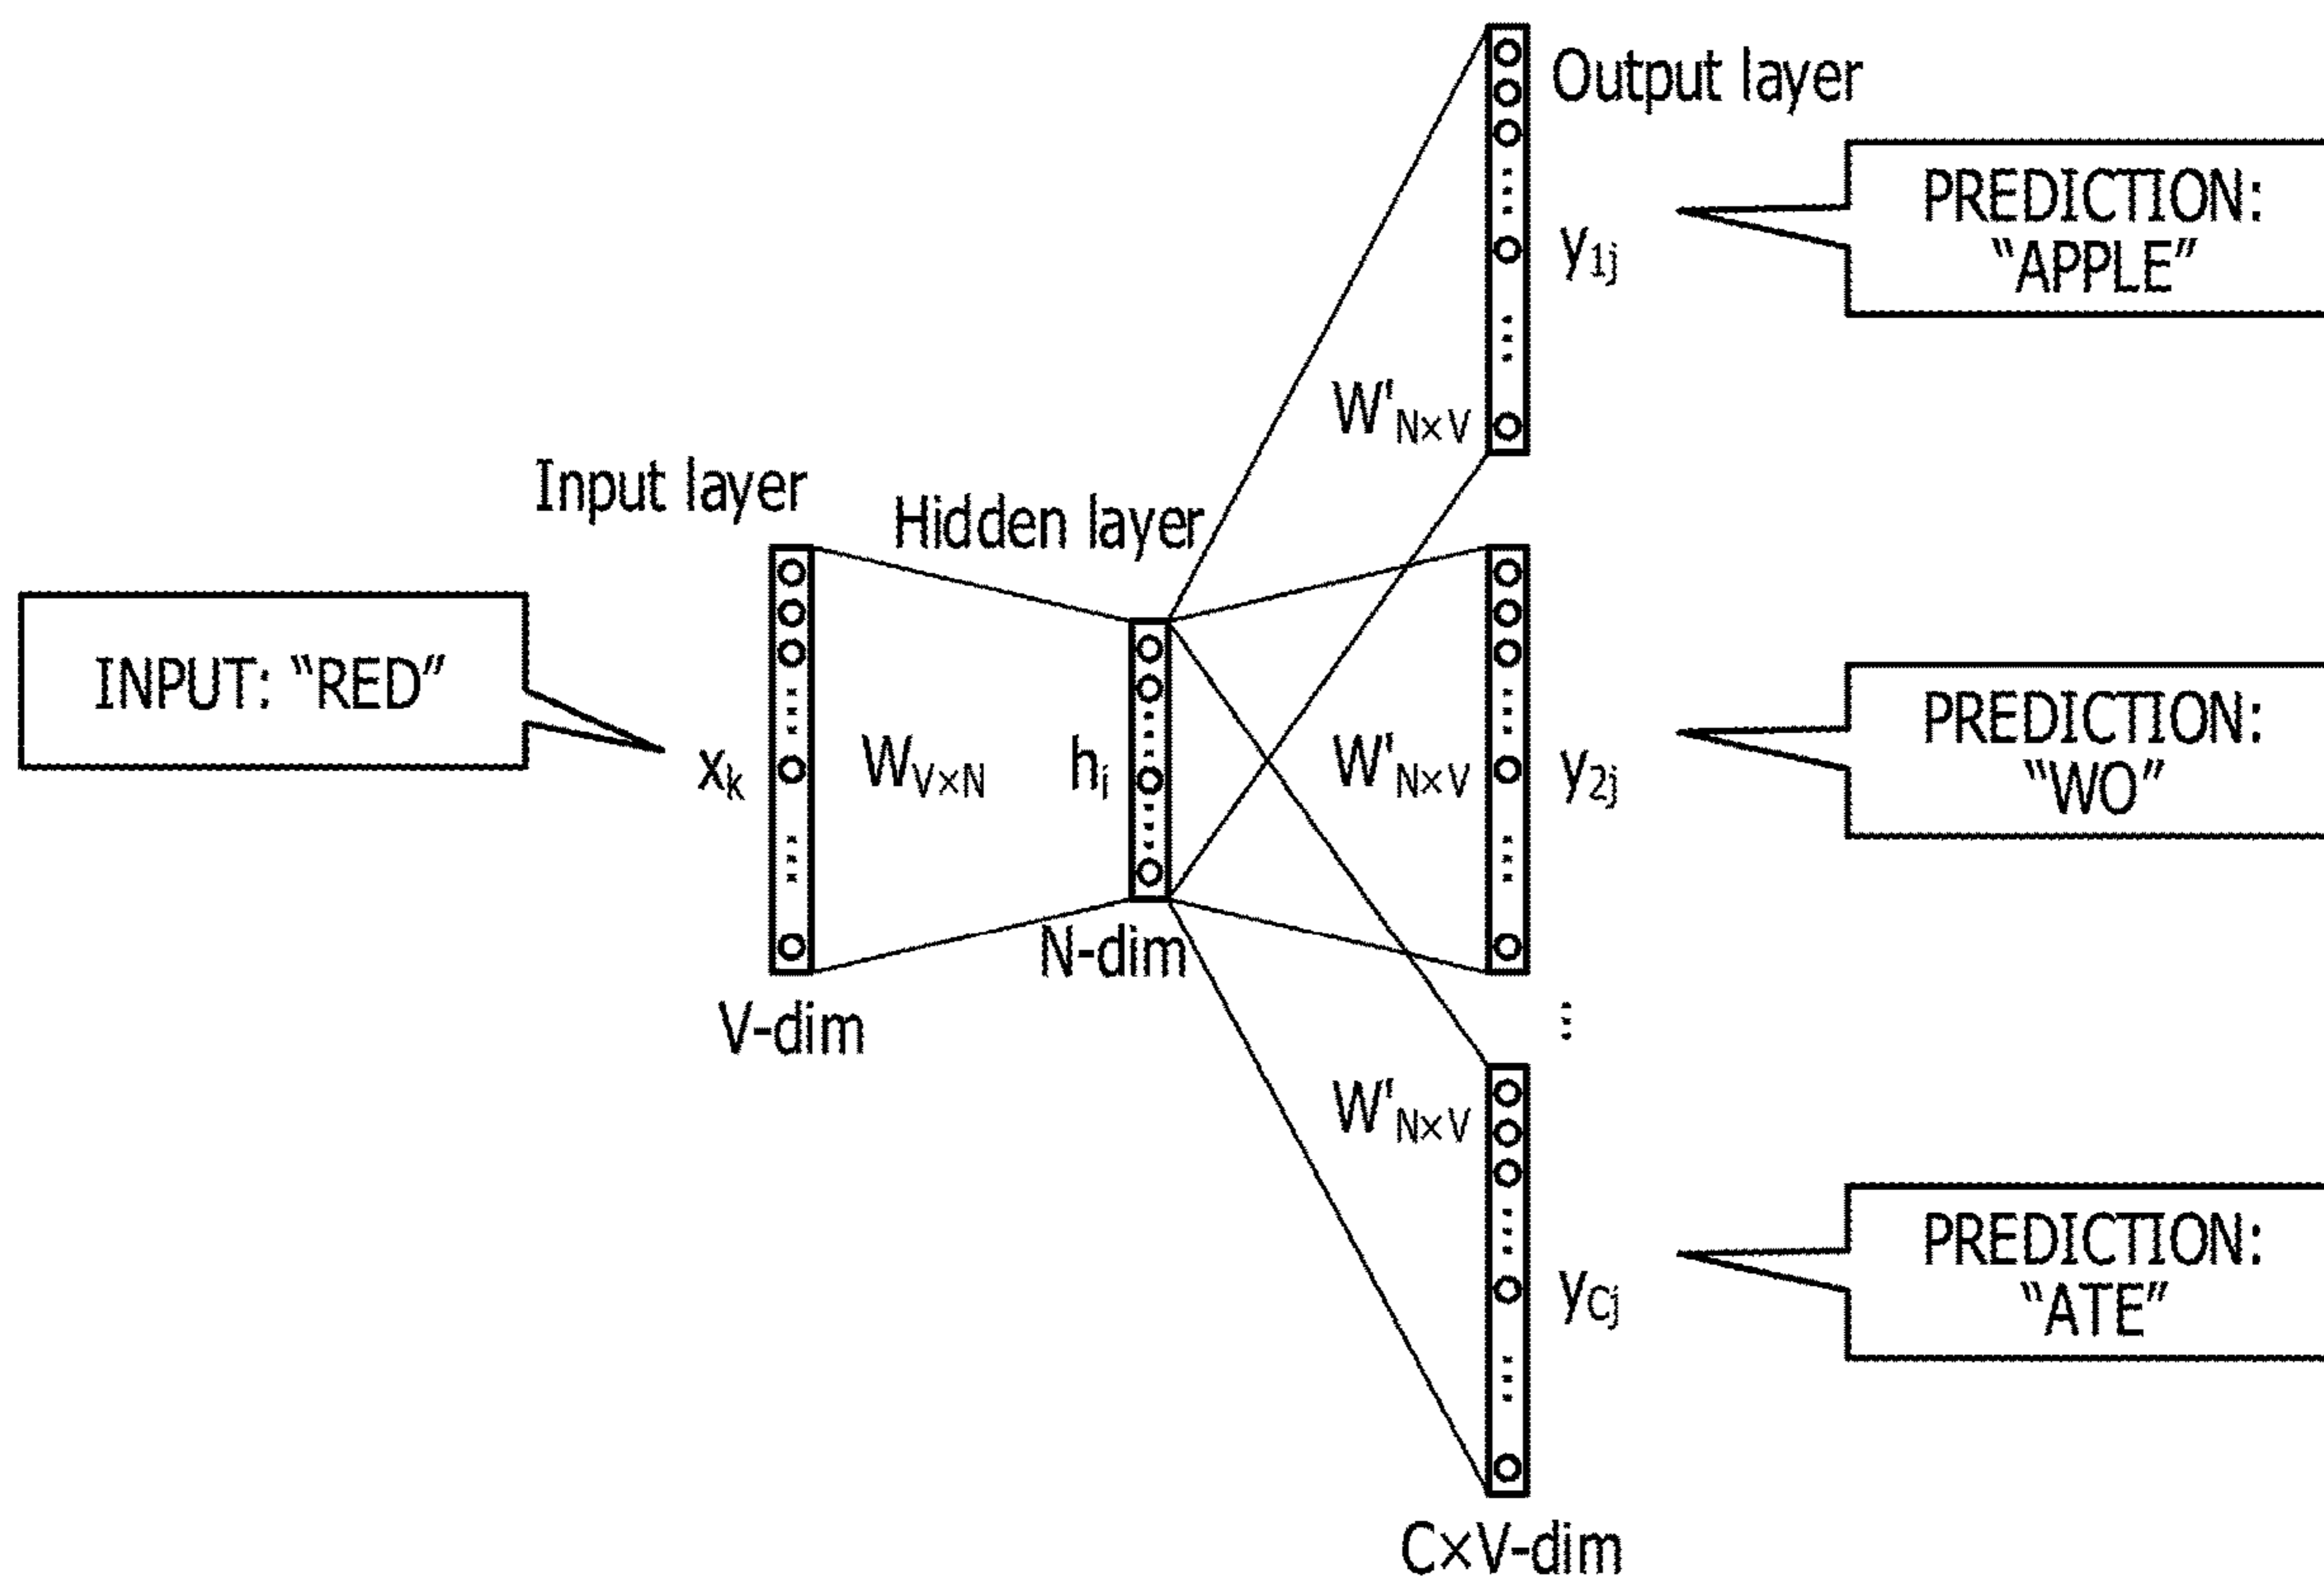 Output layer
PREDICTION:
“APPLE”
y1j
W'N×V
Input layer
Hidden layer
INPUT: “RED”
xk
WV×N
hi
W'N×V
y2j
PREDICTION:
“WO”
N-dim
V-dim
W'N×V
yCj
PREDICTION:
“ATE”
C×V-dim